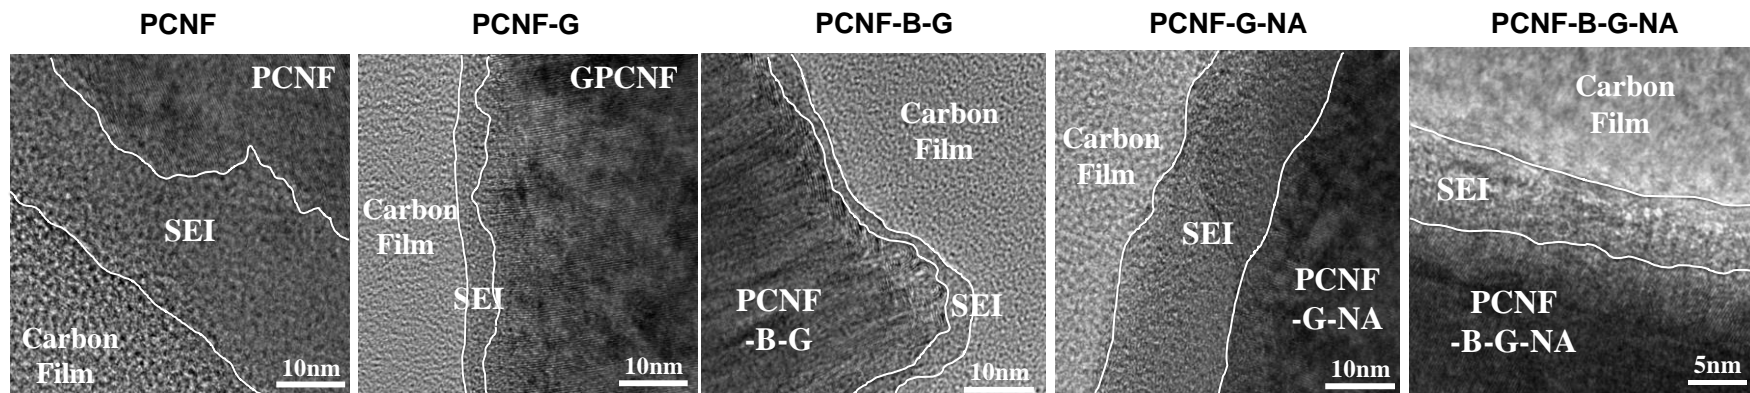 PCNF
PCNF-G
PCNF-B-G
PCNF-G-NA
PCNF-B-G-NA
PCNF
SEI
Carbon
Film
10nm
GPCNF
Carbon
Film
SEI
10nm
Carbon
Film
PCNF
-B-G
SEI
10nm
Carbon
Film
SEI
PCNF
-G-NA
10nm
Carbon
Film
SEI
PCNF
-B-G-NA
5nm